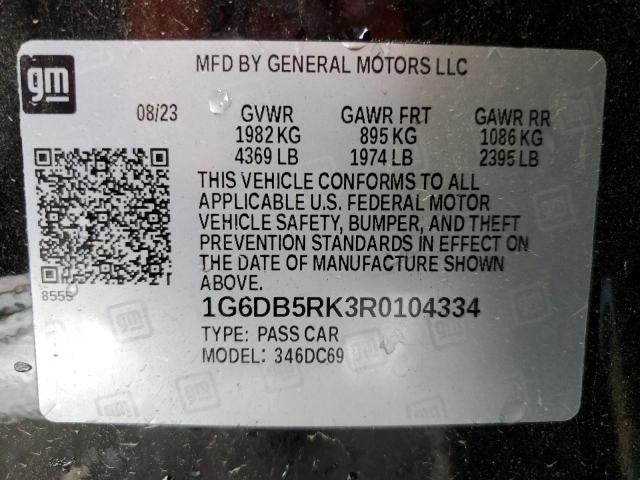 gm
MFD BY GENERAL MOTORS LLC
08/23 GVWR GAWR FRT GAWR RR
1982 KG 895 KG 1086 KG
4369 LB 1974 LB 2395 LB
THIS VEHICLE CONFORMS TO ALL
APPLICABLE U.S. FEDERAL MOTOR
VEHICLE SAFETY, BUMPER, AND THEFT
PREVENTION STANDARDS IN EFFECT ON
THE DATE OF MANUFACTURE SHOWN
ABOVE.
8555
1G6DB5RK3R0104334
TYPE: PASS CAR
MODEL: 346DC69